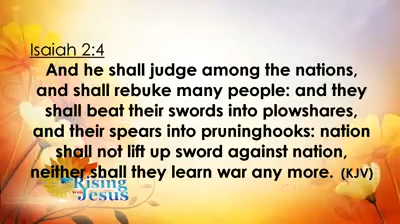 Isaiah 2:4
And he shall judge among the nations,
and shall rebuke many people: and they
shall beat their swords into plowshares,
and their spears into pruninghooks: nation
shall not lift up sword against nation,
neither shall they learn war any more. (KJV)
Rising
With
Jesus